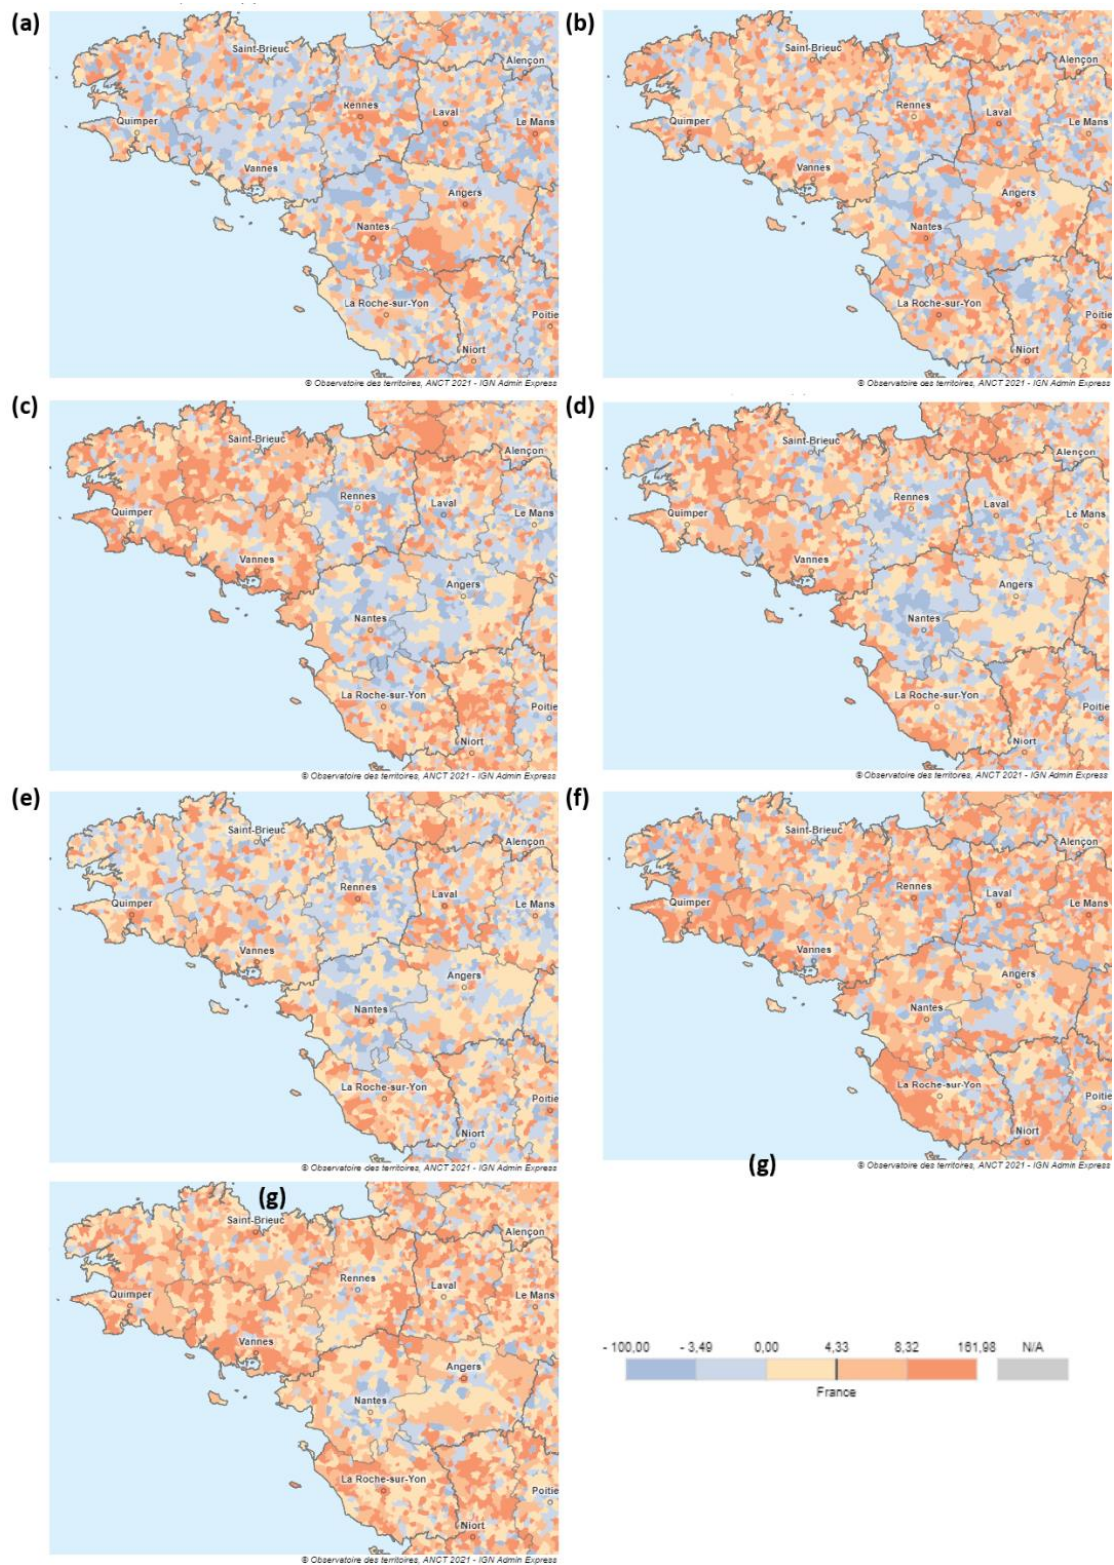 (a)
Saint-Brieuc
Alençon
Rennes
Laval
Le Mans
Quimper
Vannes
Angers
Nantes
La Roche-sur-Yon
Poitie
Niort
© Observatoire des territoires, ANCT 2021 - IGN Admin Express
(b)
Saint-Brieuc
Alençon
Rennes
Laval
Le Mans
Quimper
Vannes
Angers
Nantes
La Roche-sur-Yon
Poitie
Niort
© Observatoire des territoires, ANCT 2021 - IGN Admin Express
(c)
Saint-Brieuc
Alençon
Rennes
Laval
Le Mans
Quimper
Vannes
Angers
Nantes
La Roche-sur-Yon
Poitie
Niort
© Observatoire des territoires, ANCT 2021 - IGN Admin Express
(d)
Saint-Brieuc
Alençon
Rennes
Laval
Le Mans
Quimper
Vannes
Angers
Nantes
La Roche-sur-Yon
Poitie
Niort
© Observatoire des territoires, ANCT 2021 - IGN Admin Express
(e)
Saint-Brieuc
Alençon
Rennes
Laval
Le Mans
Quimper
Vannes
Angers
Nantes
La Roche-sur-Yon
Poitie
Niort
© Observatoire des territoires, ANCT 2021 - IGN Admin Express
(f)
Saint-Brieuc
Alençon
Rennes
Laval
Le Mans
Quimper
Vannes
Angers
Nantes
La Roche-sur-Yon
Poitie
Niort
(g)
© Observatoire des territoires, ANCT 2021 - IGN Admin Express
(g)
Saint-Brieuc
Alençon
Rennes
Laval
Le Mans
Quimper
Vannes
Angers
Nantes
La Roche-sur-Yon
Poitie
Niort
© Observatoire des territoires, ANCT 2021 - IGN Admin Express
- 100,00 - 3,49 0,00 4,33 8,32 161,98 N/A
France